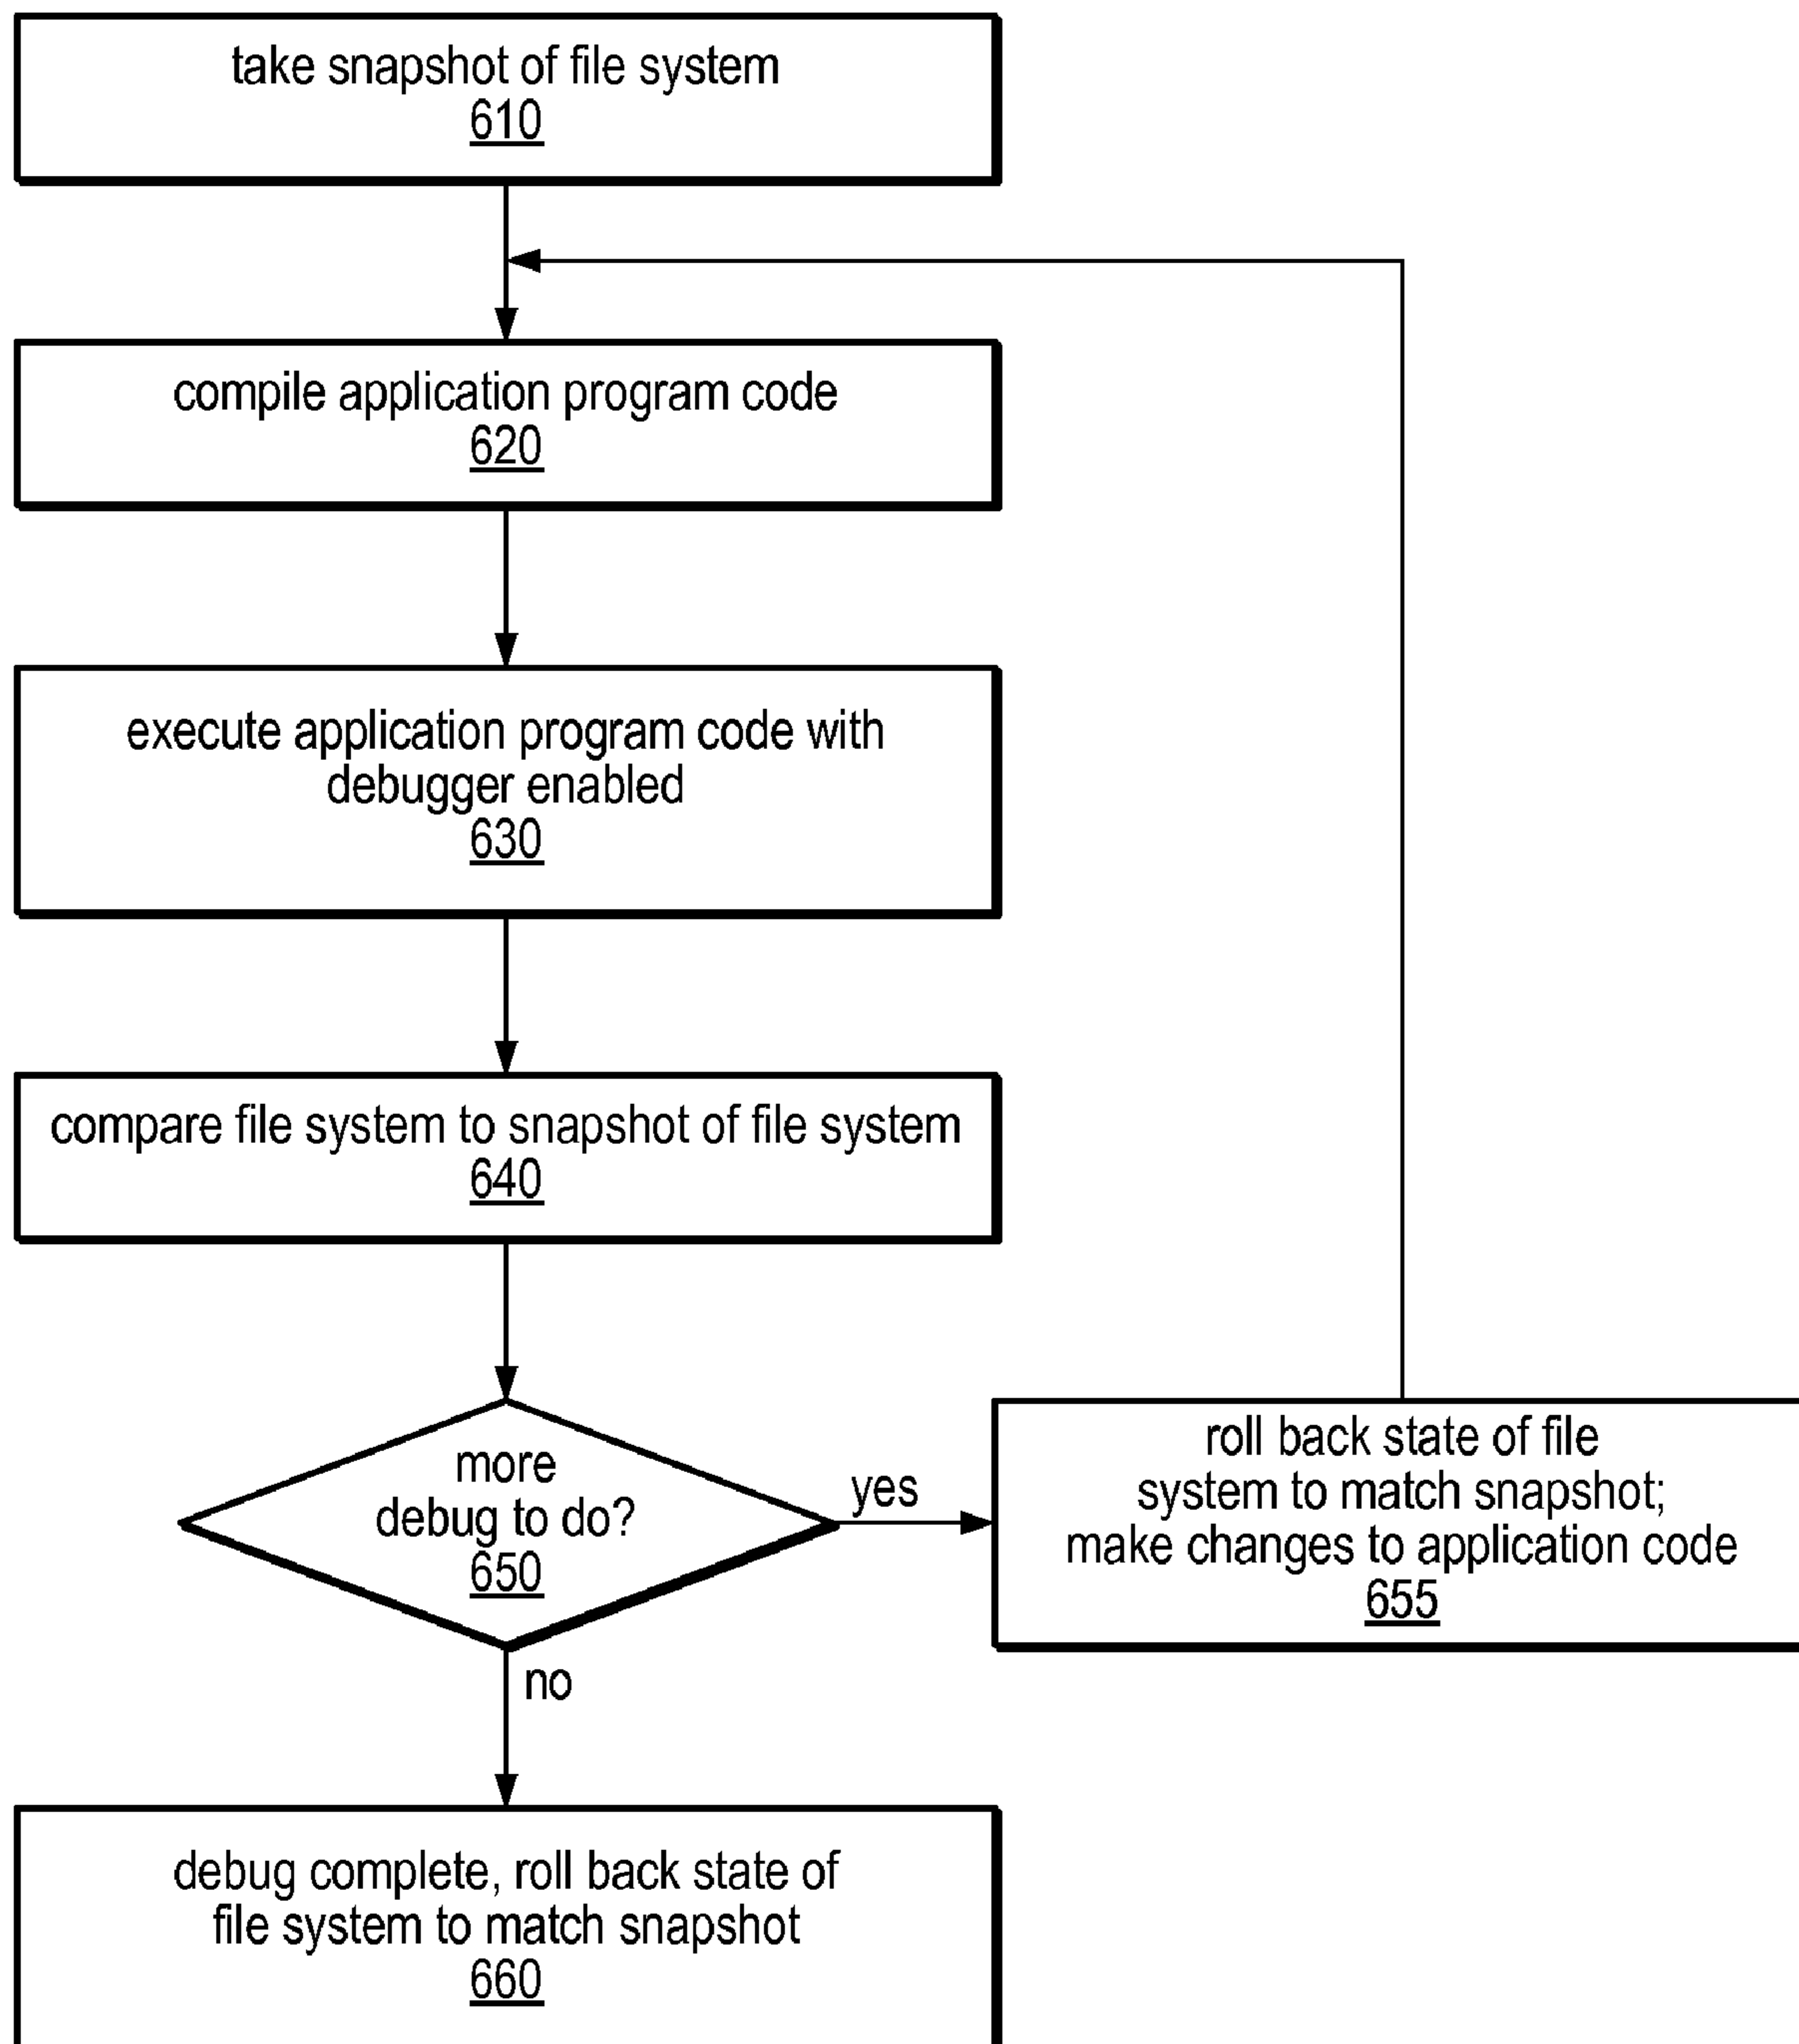 take snapshot of file system
610
compile application program code
620
execute application program code with
debugger enabled
630
compare file system to snapshot of file system
640
more
debug to do?
650
yes
roll back state of file
system to match snapshot;
make changes to application code
655
no
debug complete, roll back state of
file system to match snapshot
660